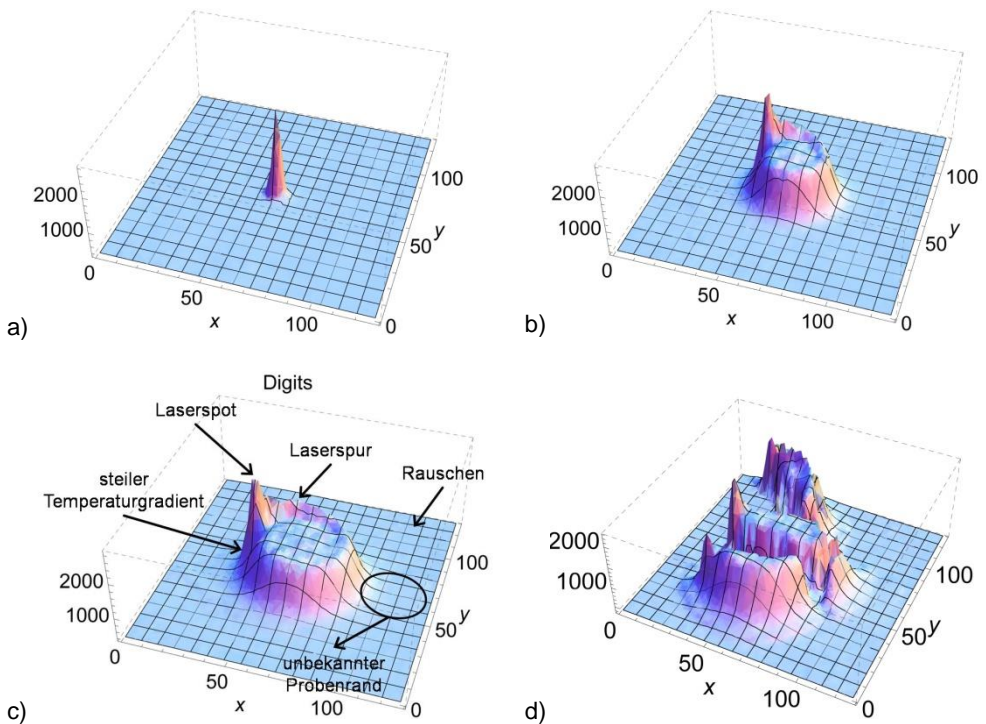 2000
1000
0
50
x
100
0
50
y
100
a)
2000
1000
0
50
x
100
0
50
y
100
b)
Digits
Laserspot
Laserspur
Rauschen
steiler
Temperaturgradient
2000
1000
0
50
x
100
0
50
y
100
unbekannter
Probenrand
c)
2000
1000
0
50
x
100
0
50
y
100
d)